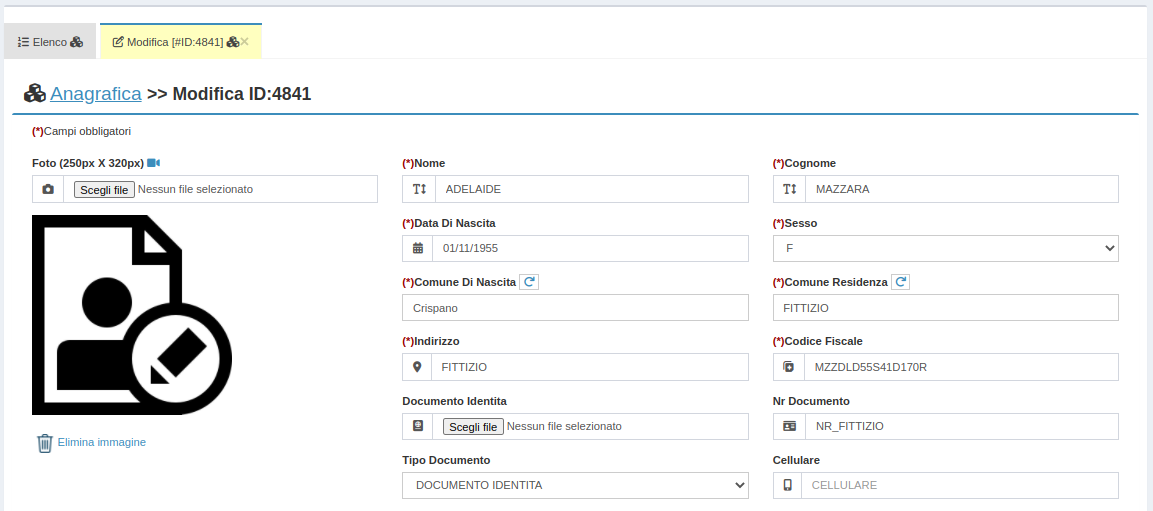 Elenco
Modifica [#ID:4841]
Anagrafica >> Modifica ID:4841
(*)Campi obbligatori
Foto (250px X 320px)
Scegli file Nessun file selezionato
Elimina immagine
(*)Nome
ADELAIDE
(*)Cognome
MAZZARA
(*)Data Di Nascita
01/11/1955
(*)Sesso
F
(*)Comune Di Nascita
Crispano
(*)Comune Residenza
FITTIZIO
(*)Indirizzo
FITTIZIO
(*)Codice Fiscale
MZZDLD55S41D170R
Documento Identita
Scegli file Nessun file selezionato
Nr Documento
NR_FITTIZIO
Tipo Documento
DOCUMENTO IDENTITA
Cellulare
CELLULARE